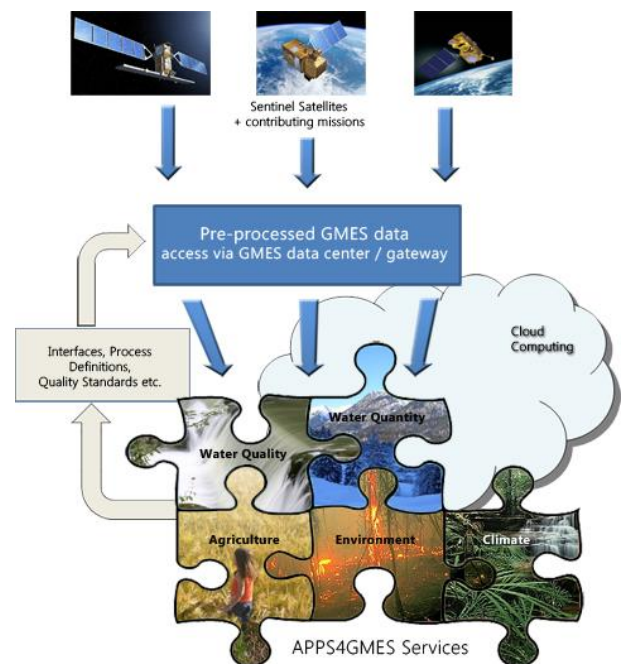 Sentinel Satellites
+ contributing missions
Pre-processed GMES data
access via GMES data center / gateway
Cloud
Computing
Interfaces, Process
Definitions,
Quality Standards etc.
Water Quantity
Water Quality
Agriculture
Environment
Climate
APPS4GMES Services